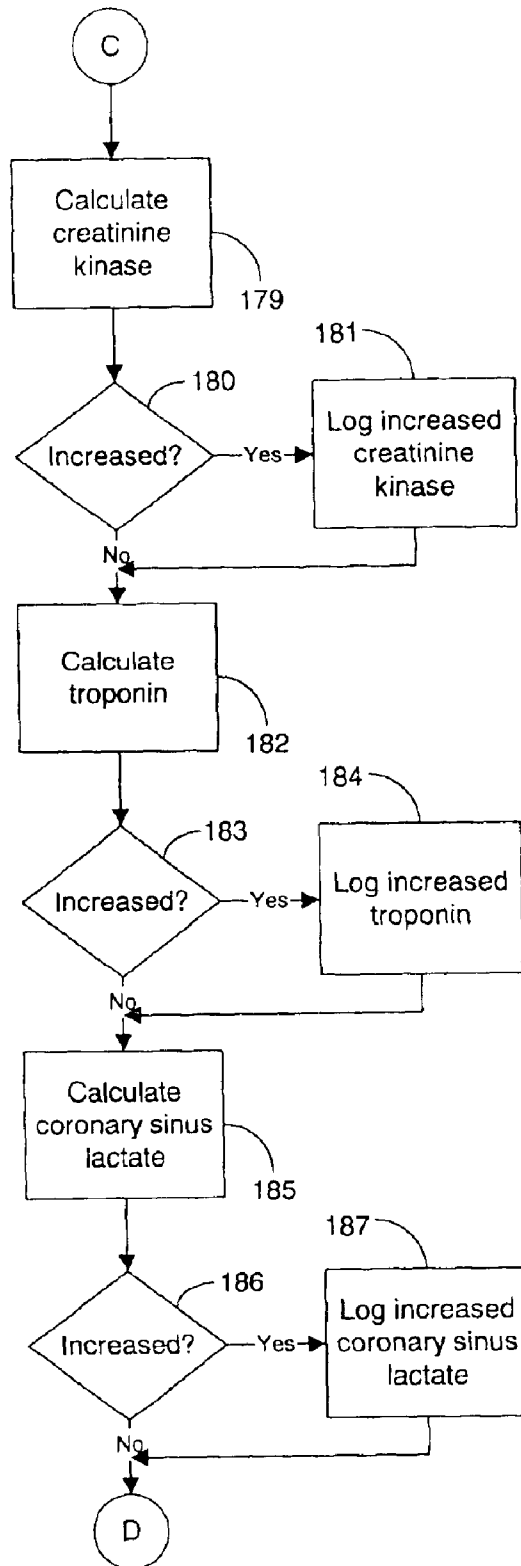 C
Calculate
creatinine
kinase
179
180
181
Increased?
Yes
Log increased
creatinine
kinase
No
Calculate
troponin
182
183
184
Increased?
Yes
Log increased
troponin
No
Calculate
coronary sinus
lactate
185
186
187
Increased?
Yes
Log increased
coronary sinus
lactate
No
D